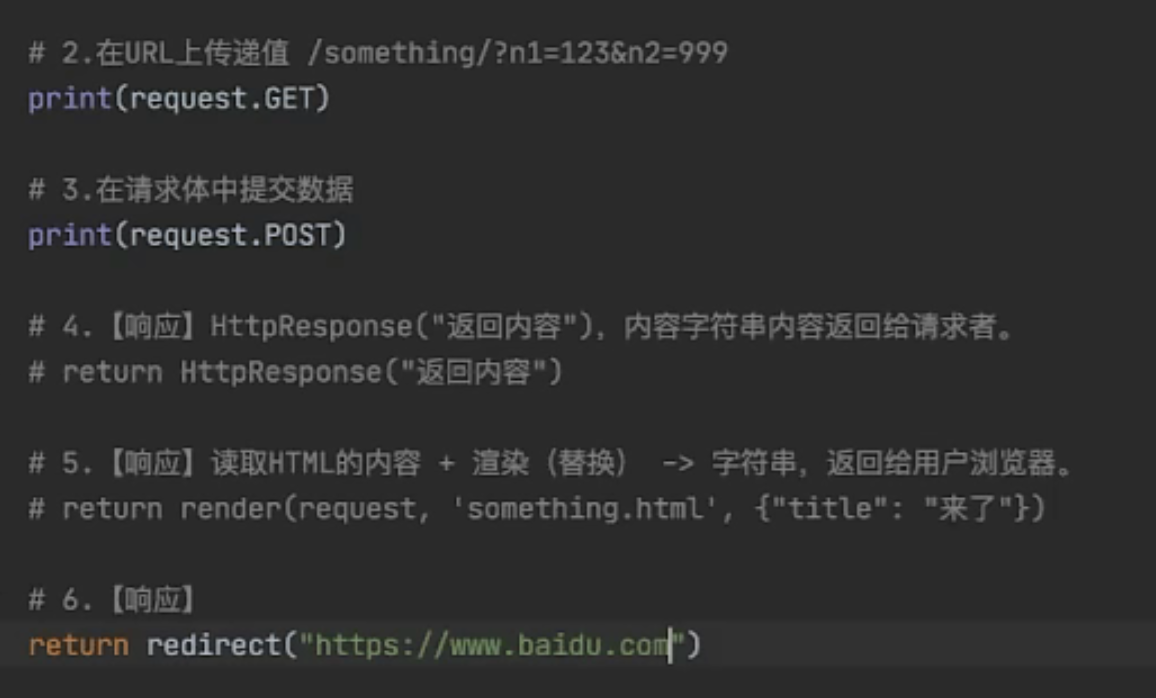 # 2.在URL上传递值 /something/?n1=123&n2=999
print(request.GET)
# 3.在请求体中提交数据
print(request.POST)
# 4.【响应】HttpResponse("返回内容"),内容字符串内容返回给请求者。
# return HttpResponse("返回内容")
# 5.【响应】读取HTML的内容 + 渲染（替换） -> 字符串，返回给用户浏览器。
# return render(request, 'something.html', {"title": "来了"})
# 6.【响应】
return redirect("https://www.baidu.com")